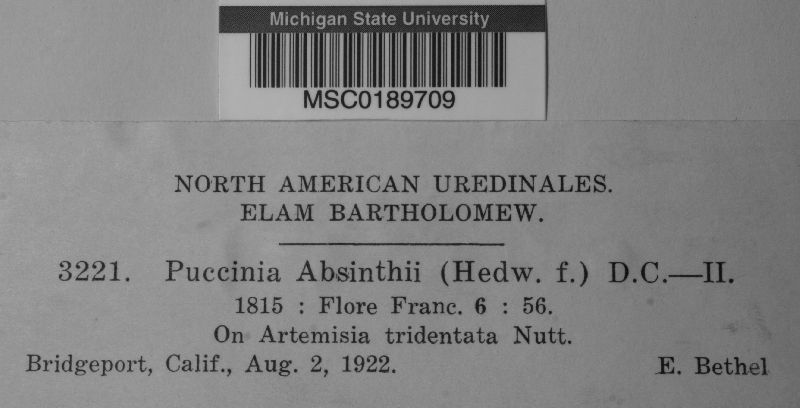 Michigan State University
MSC0189709
NORTH AMERICAN UREDINALES.
ELAM BARTHOLOMEW.
3221. Puccinia Absinthii (Hedw. f.) D.C.—II.
1815 : Flore Franc. 6 : 56.
On Artemisia tridentata Nutt.
Bridgeport, Calif., Aug. 2, 1922. E. Bethel